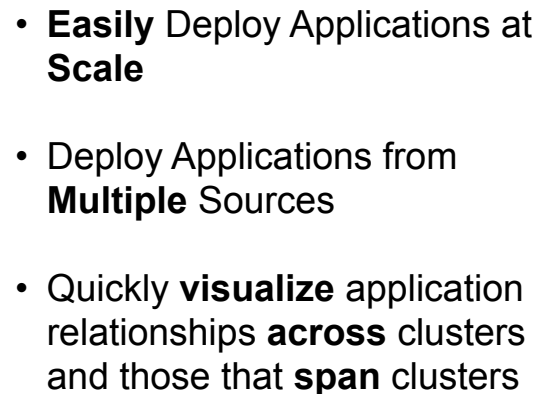 • Easily Deploy Applications at
Scale
• Deploy Applications from
Multiple Sources
• Quickly visualize application
relationships across clusters
and those that span clusters